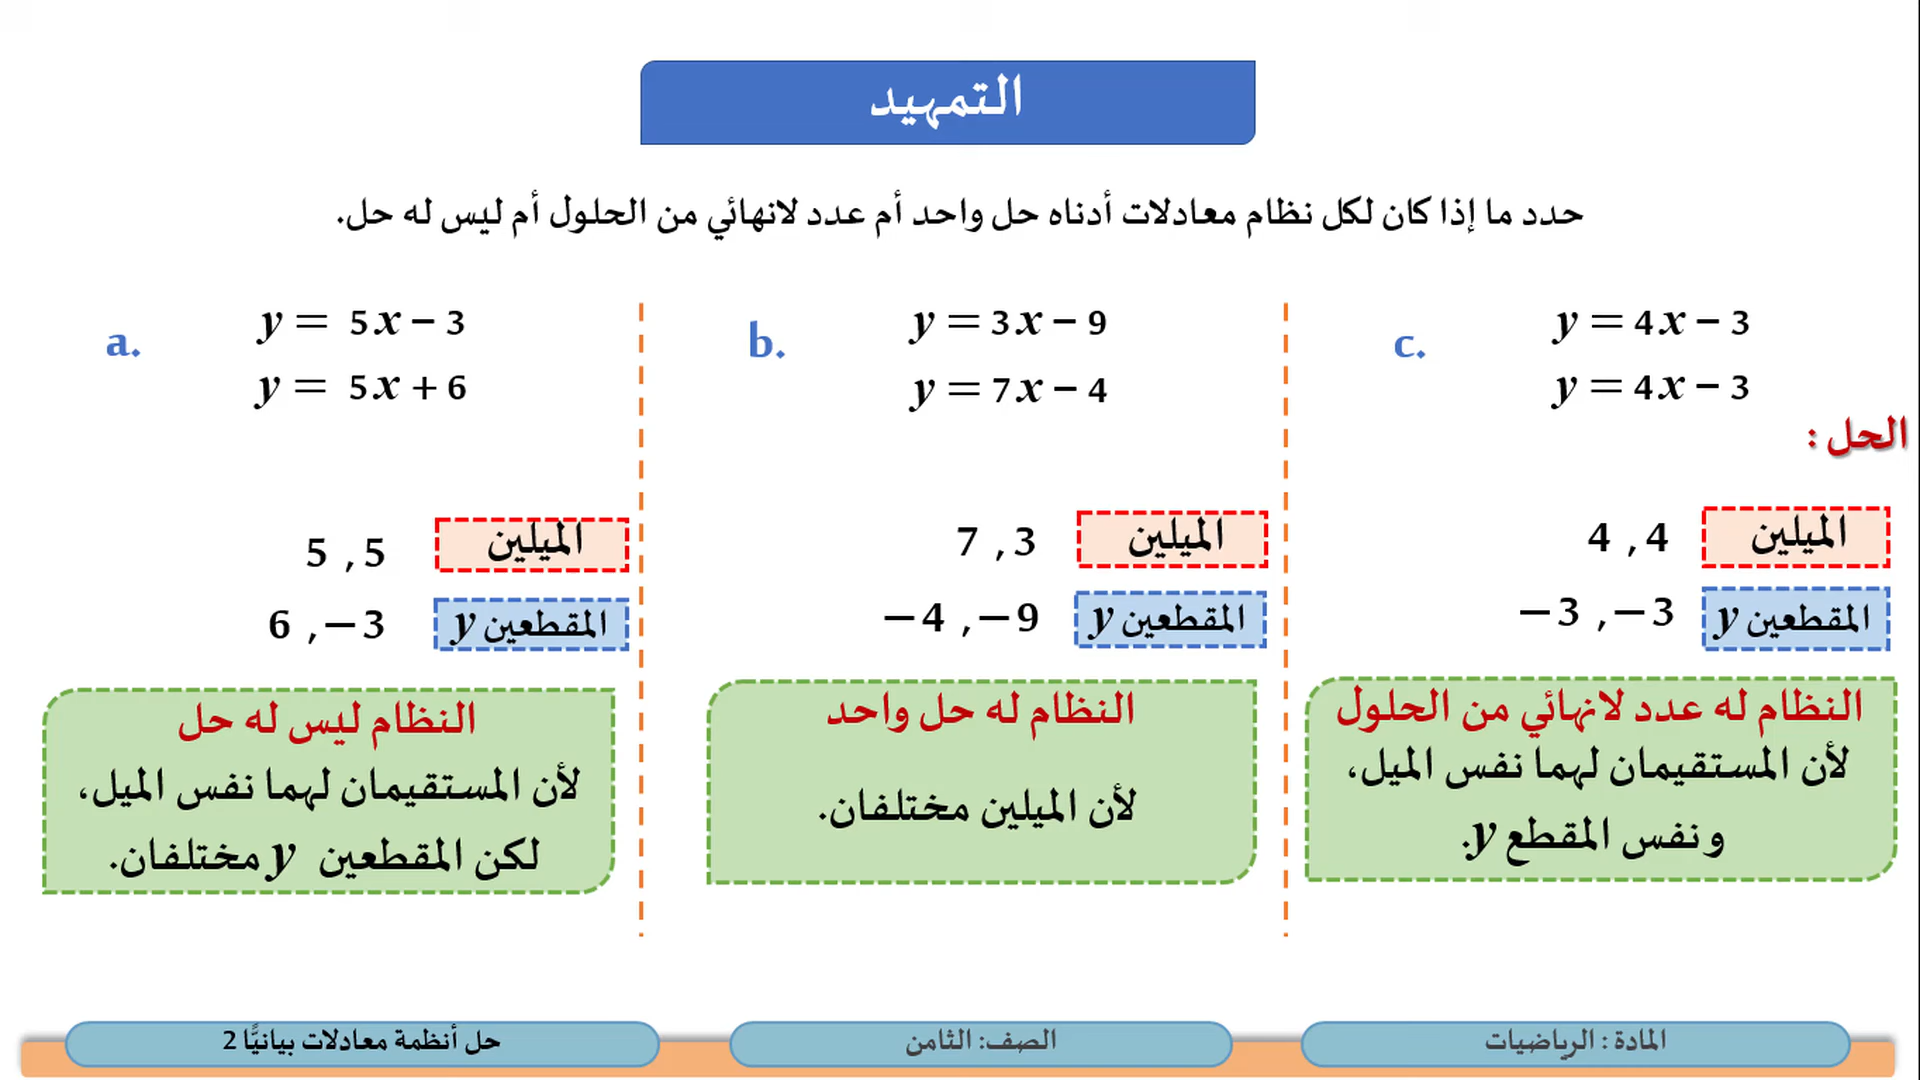 التمهيد
حدد ما إذا كان لكل نظام معادلات أدناه حل واحد أم عدد لانهائي من الحلول أم ليس له حل.
a.
y = 5x − 3
y = 5x + 6
b.
y = 3x − 9
y = 7x − 4
c.
y = 4x − 3
y = 4x − 3
الحل :
الميلين 5 , 5
المقطعين y 6 , −3
النظام ليس له حل
لأن المستقيمان لهما نفس الميل،
لكن المقطعين y مختلفان.
الميلين 7 , 3
المقطعين y −4 , −9
النظام له حل واحد
لأن الميلين مختلفان.
الميلين 4 , 4
المقطعين y −3 , −3
النظام له عدد لانهائي من الحلول
لأن المستقيمان لهما نفس الميل،
ونفس المقطع y.
المادة : الرياضيات
الصف: الثامن
حل أنظمة معادلات بيانيًّا 2